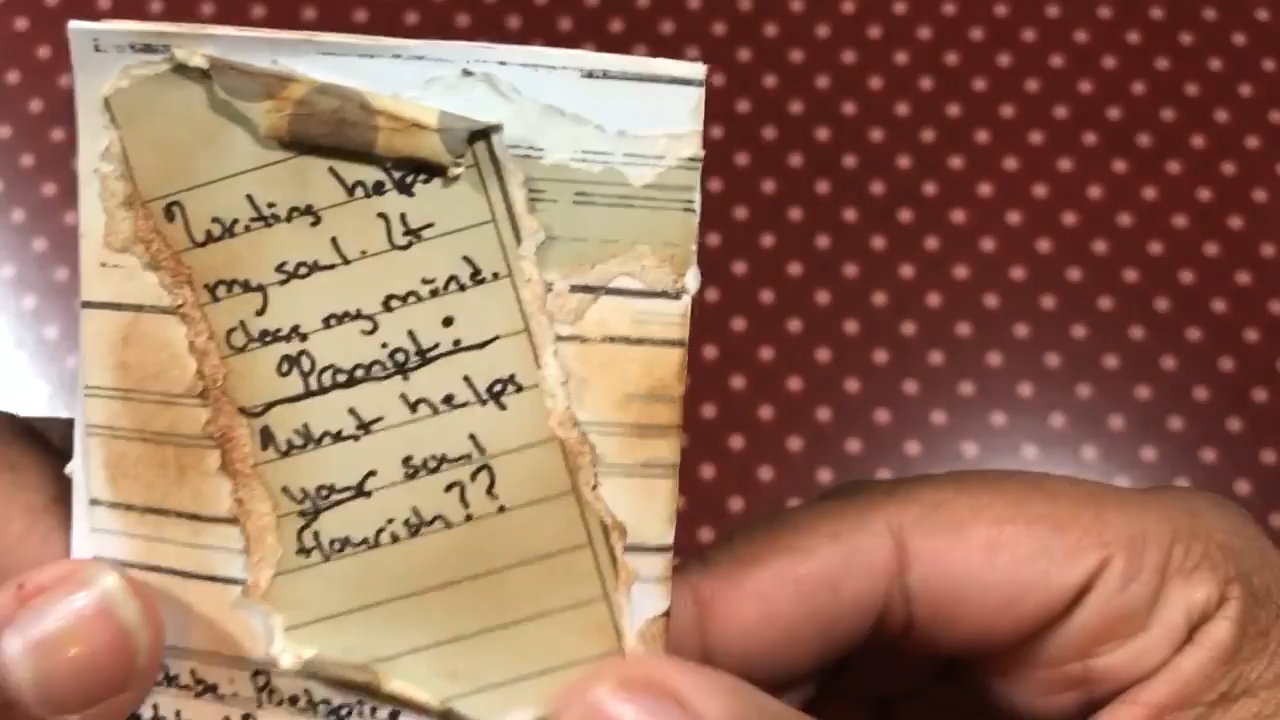 Writing helps
my soul. It
clears my mind.
Prompt:
What helps
your soul
flourish??